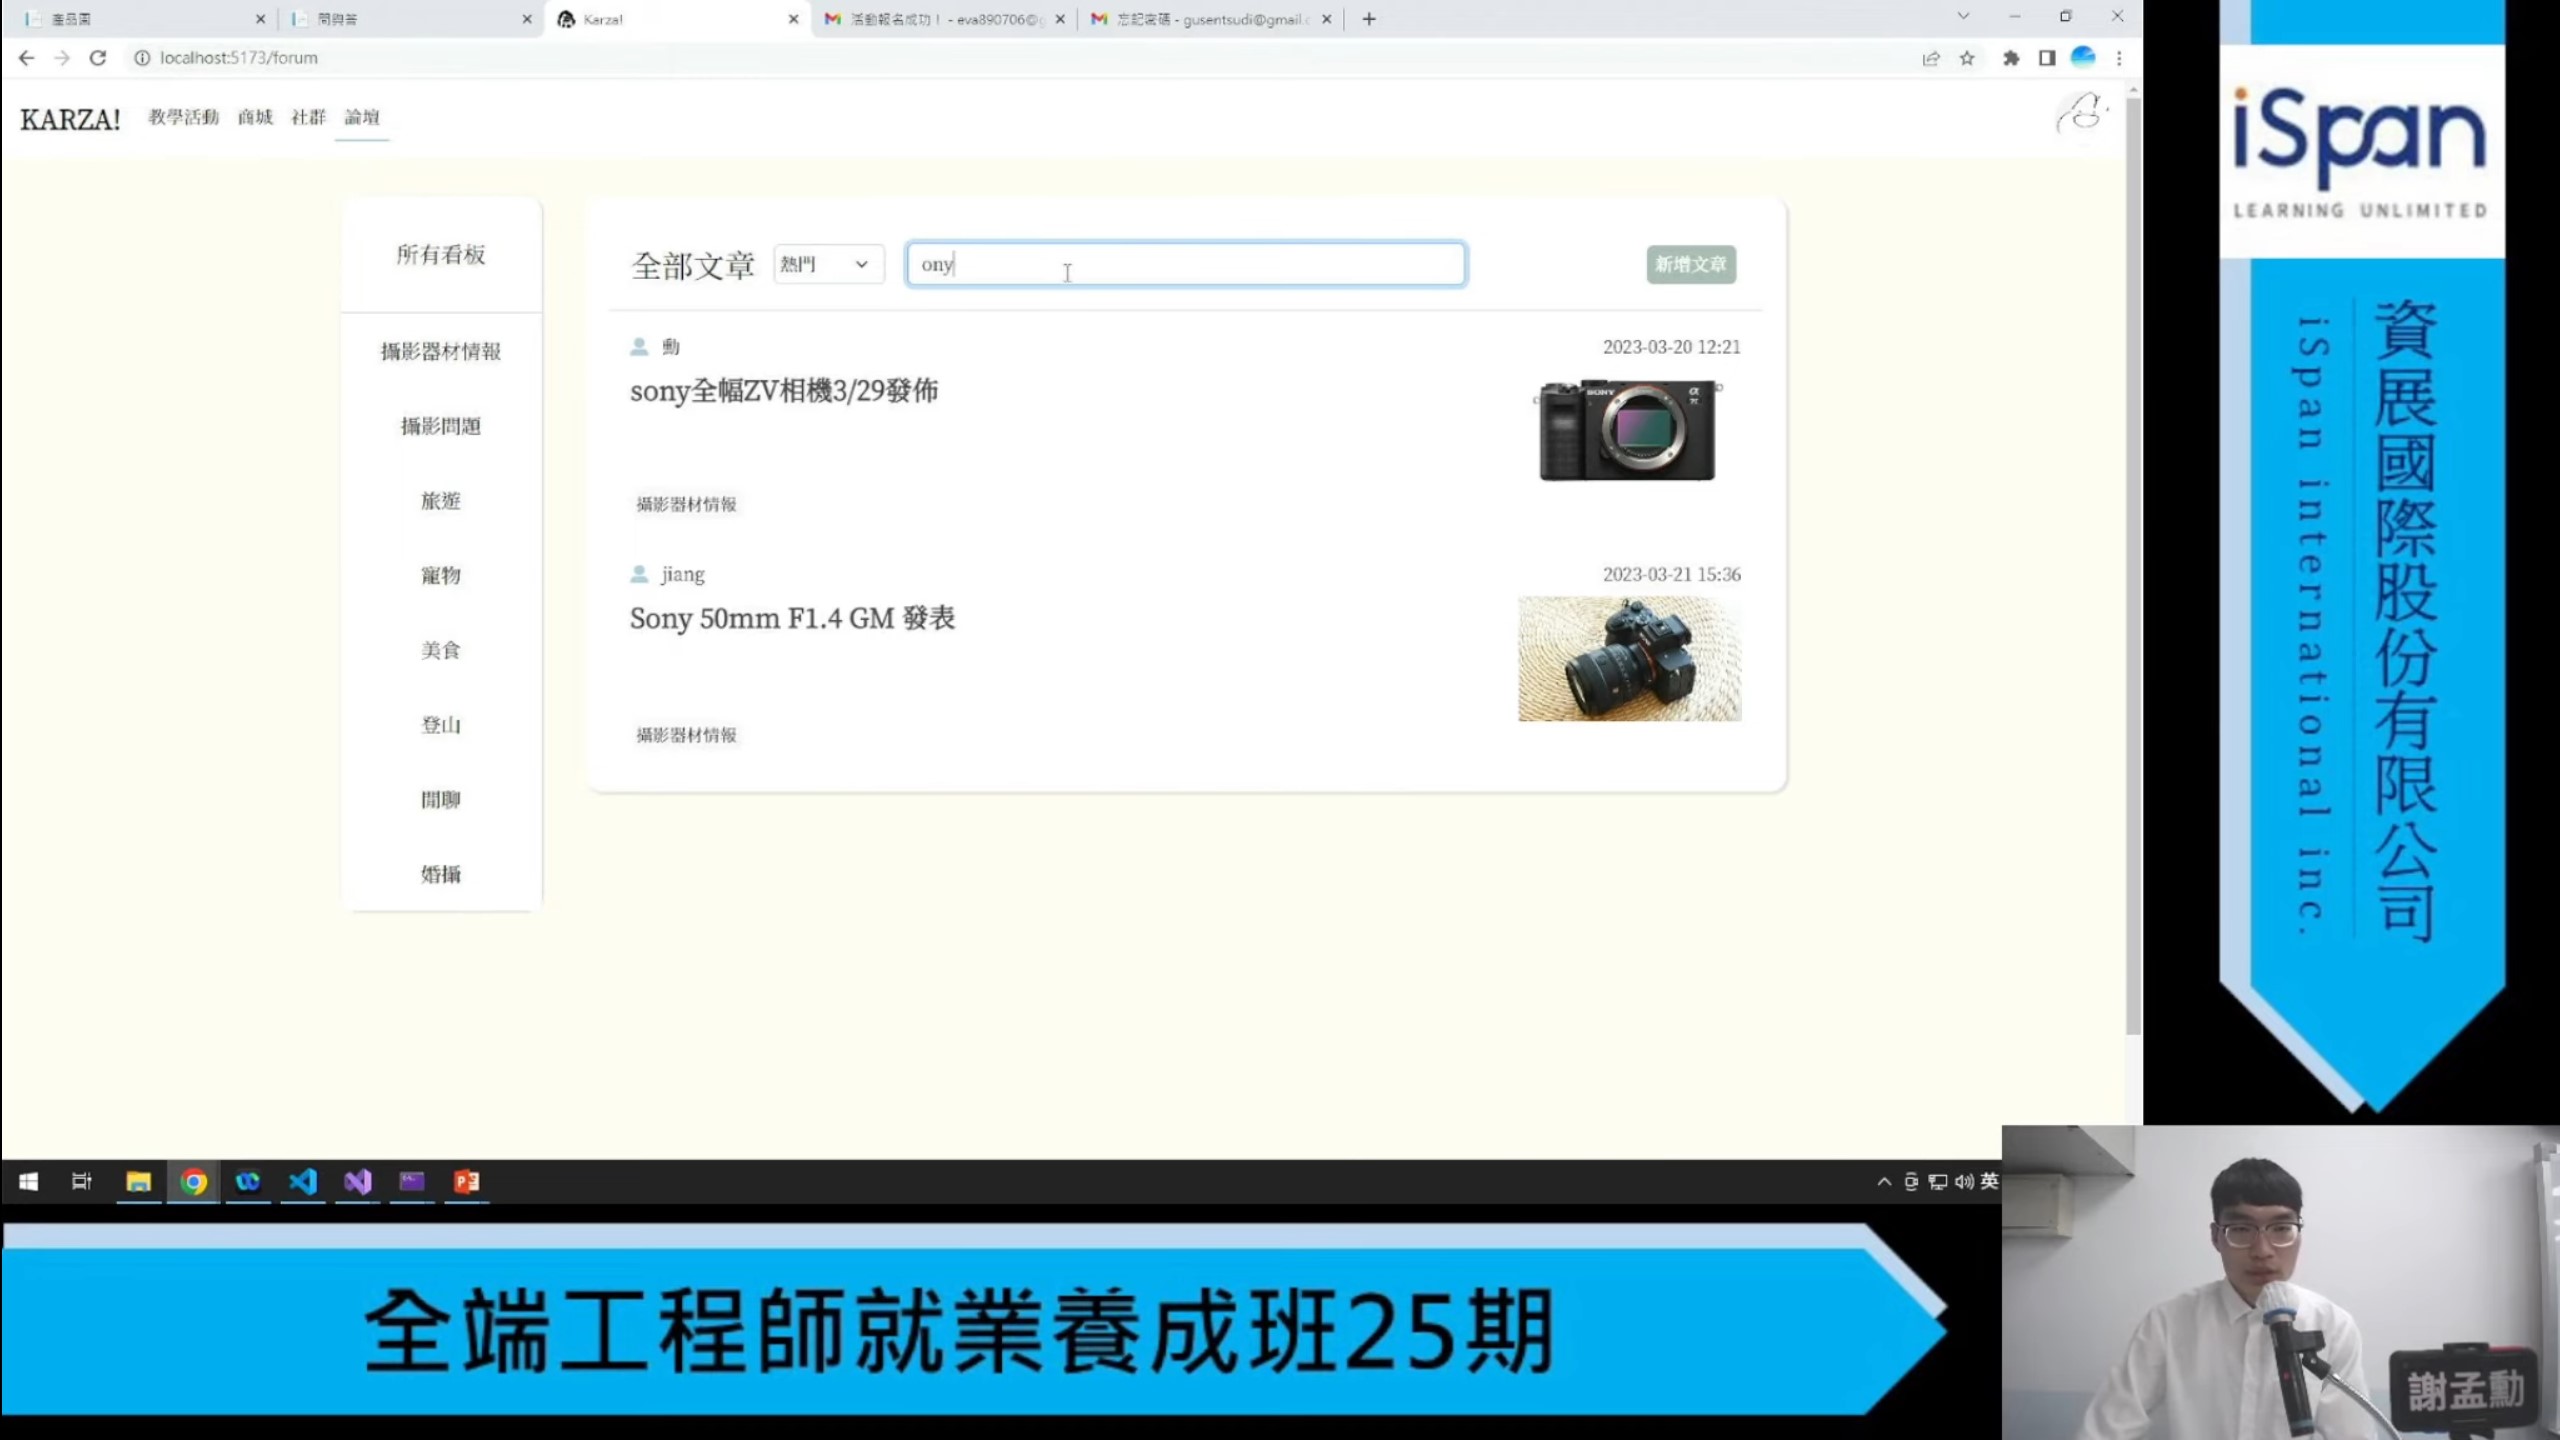 產品團
問與答
Karza!
活動報名成功！ - eva890706@g
忘記密碼 - gusentsudi@gmail.c
localhost:5173/forum
KARZA! 教學活動 商城 社群 論壇
所有看板
攝影器材情報
攝影問題
旅遊
寵物
美食
登山
閒聊
婚攝
全部文章 熱門 ony 新增文章
勳 2023-03-20 12:21
sony全幅ZV相機3/29發佈
SONY
攝影器材情報
jiang 2023-03-21 15:36
Sony 50mm F1.4 GM 發表
攝影器材情報
英
iSpan
LEARNING UNLIMITED
資展國際股份有限公司
iSpan international inc.
全端工程師就業養成班25期
謝孟勳